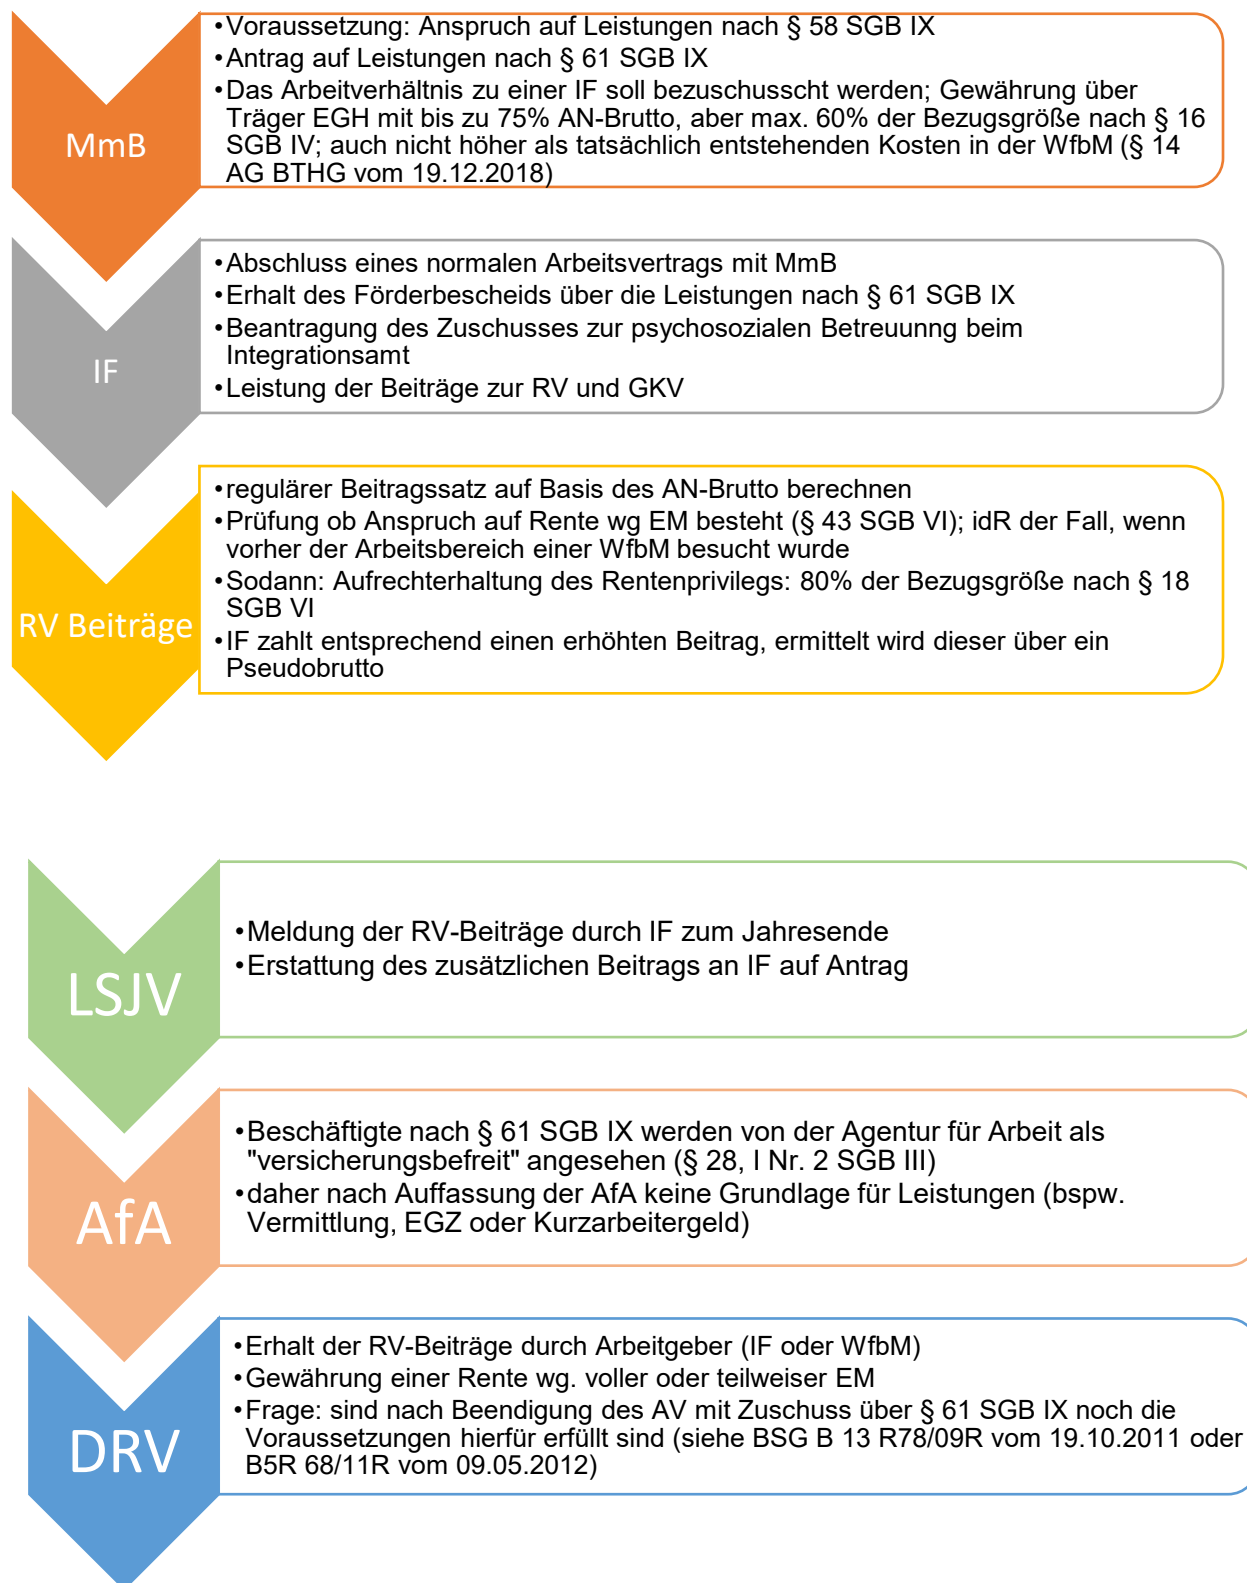 MmB
•Voraussetzung: Anspruch auf Leistungen nach § 58 SGB IX
•Antrag auf Leistungen nach § 61 SGB IX
•Das Arbeitverhältnis zu einer IF soll bezuschusscht werden; Gewährung über
Träger EGH mit bis zu 75% AN-Brutto, aber max. 60% der Bezugsgröße nach § 16
SGB IV; auch nicht höher als tatsächlich entstehenden Kosten in der WfbM (§ 14
AG BTHG vom 19.12.2018)
IF
•Abschluss eines normalen Arbeitsvertrags mit MmB
•Erhalt des Förderbescheids über die Leistungen nach § 61 SGB IX
•Beantragung des Zuschusses zur psychosozialen Betreuunng beim
Integrationsamt
•Leistung der Beiträge zur RV und GKV
RV Beiträge
•regulärer Beitragssatz auf Basis des AN-Brutto berechnen
•Prüfung ob Anspruch auf Rente wg EM besteht (§ 43 SGB VI); idR der Fall, wenn
vorher der Arbeitsbereich einer WfbM besucht wurde
•Sodann: Aufrechterhaltung des Rentenprivilegs: 80% der Bezugsgröße nach § 18
SGB VI
•IF zahlt entsprechend einen erhöhten Beitrag, ermittelt wird dieser über ein
Pseudobrutto
LSJV
•Meldung der RV-Beiträge durch IF zum Jahresende
•Erstattung des zusätzlichen Beitrags an IF auf Antrag
AfA
•Beschäftigte nach § 61 SGB IX werden von der Agentur für Arbeit als
"versicherungsbefreit" angesehen (§ 28, I Nr. 2 SGB III)
•daher nach Auffassung der AfA keine Grundlage für Leistungen (bspw.
Vermittlung, EGZ oder Kurzarbeitergeld)
DRV
•Erhalt der RV-Beiträge durch Arbeitgeber (IF oder WfbM)
•Gewährung einer Rente wg. voller oder teilweiser EM
•Frage: sind nach Beendigung des AV mit Zuschuss über § 61 SGB IX noch die
Voraussetzungen hierfür erfüllt sind (siehe BSG B 13 R78/09R vom 19.10.2011 oder
B5R 68/11R vom 09.05.2012)